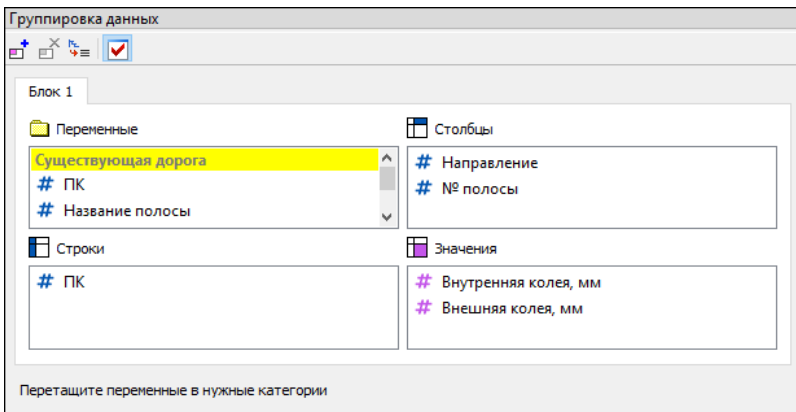 Группировка данных
Блок 1
Переменные
Существующая дорога
# ПК
# Название полосы
Столбцы
# Направление
# № полосы
Строки
# ПК
Значения
# Внутренняя колея, мм
# Внешняя колея, мм
Перетащите переменные в нужные категории